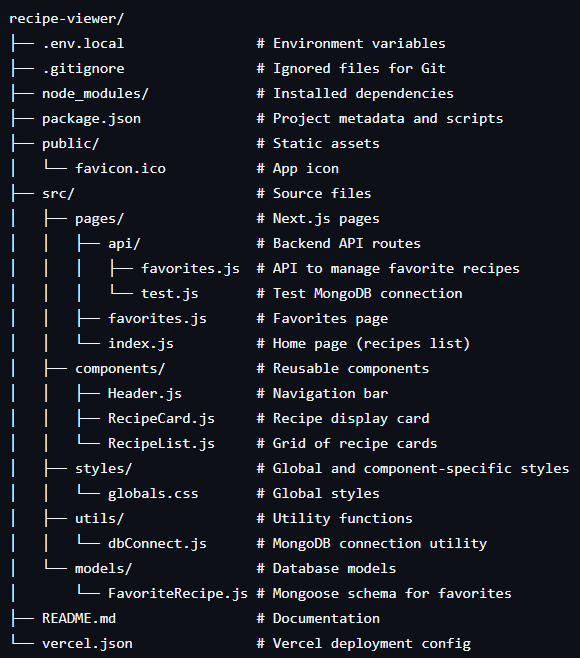 recipe-viewer/
├── .env.local                # Environment variables
├── .gitignore                # Ignored files for Git
├── node_modules/             # Installed dependencies
├── package.json              # Project metadata and scripts
├── public/                   # Static assets
│   └── favicon.ico           # App icon
├── src/                      # Source files
│   ├── pages/                # Next.js pages
│   │   ├── api/              # Backend API routes
│   │   │   ├── favorites.js  # API to manage favorite recipes
│   │   │   └── test.js       # Test MongoDB connection
│   │   ├── favorites.js      # Favorites page
│   │   └── index.js          # Home page (recipes list)
│   ├── components/           # Reusable components
│   │   ├── Header.js         # Navigation bar
│   │   ├── RecipeCard.js     # Recipe display card
│   │   └── RecipeList.js     # Grid of recipe cards
│   ├── styles/               # Global and component-specific styles
│   │   └── globals.css       # Global styles
│   ├── utils/                # Utility functions
│   │   └── dbConnect.js      # MongoDB connection utility
│   └── models/               # Database models
│       └── FavoriteRecipe.js # Mongoose schema for favorites
├── README.md                 # Documentation
└── vercel.json               # Vercel deployment config